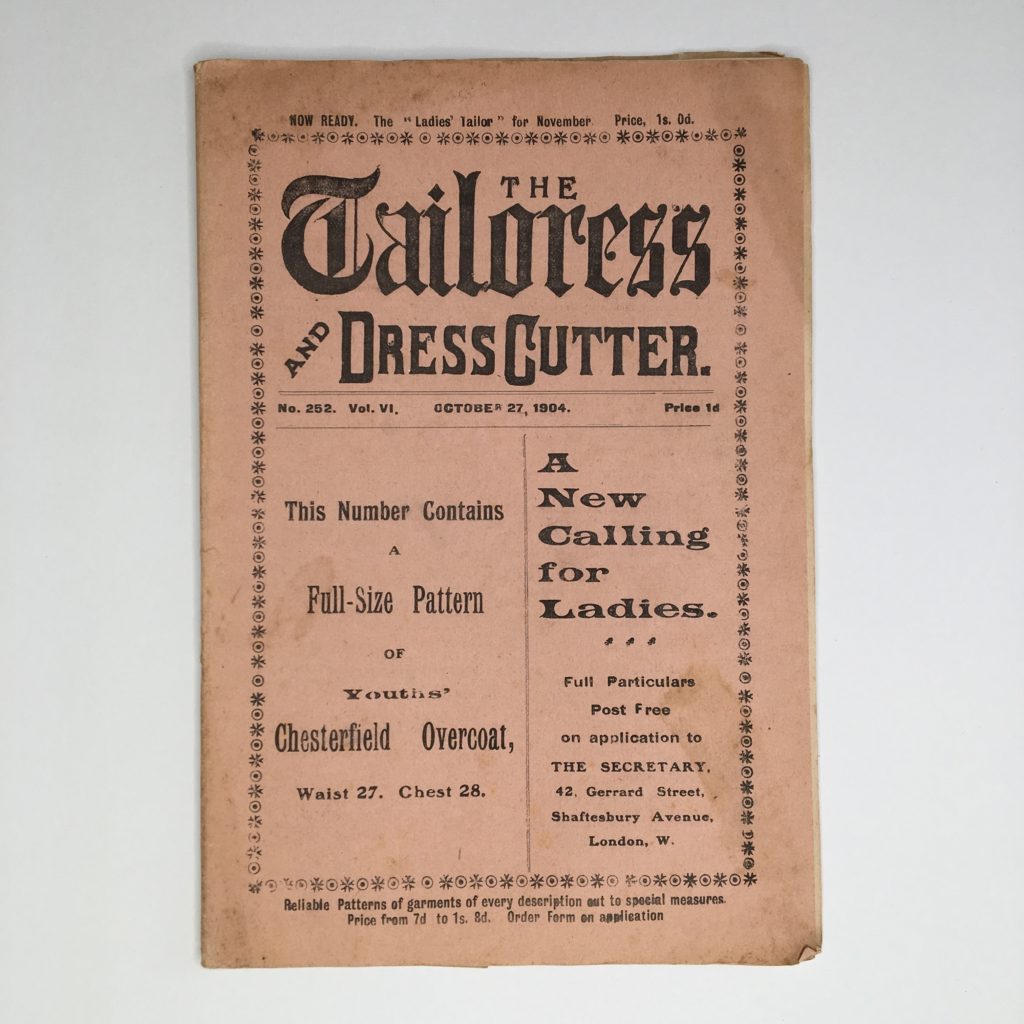 NOW READY. The "Ladies' Tailor" for November Price, 1s. 0d.
THE
Tailoress
AND DRESS CUTTER.
No. 252. Vol. VI. OCTOBER 27, 1904. Price 1d
This Number Contains
A
Full-Size Pattern
OF
Youths'
Chesterfield Overcoat,
Waist 27. Chest 28.
A
New
Calling
for
Ladies.
Full Particulars
Post Free
on application to
THE SECRETARY,
42, Gerrard Street,
Shaftesbury Avenue,
London, W.
Reliable Patterns of garments of every description out to special measures.
Price from 7d to 1s. 8d. Order Form on application